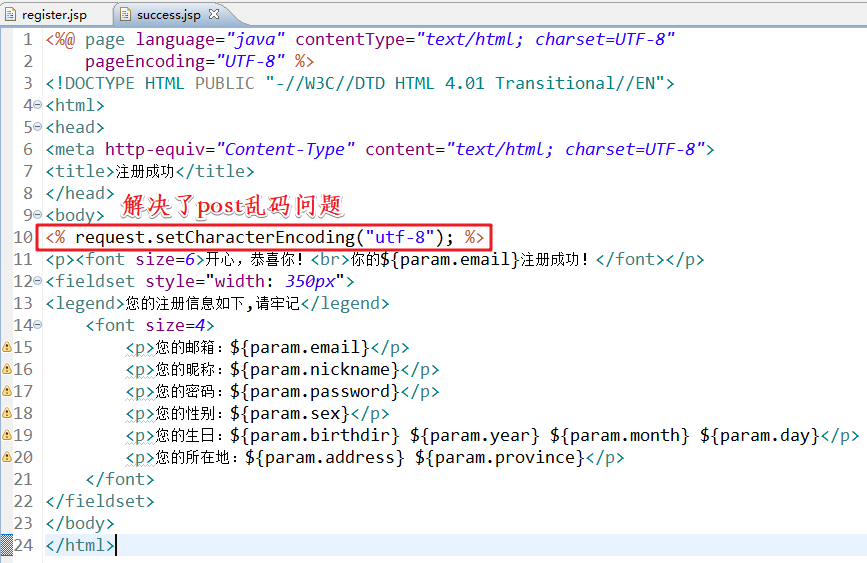 register.jsp success.jsp
1 <%@ page language="java" contentType="text/html; charset=UTF-8"
2 pageEncoding="UTF-8" %>
3 <!DOCTYPE HTML PUBLIC "-//W3C//DTD HTML 4.01 Transitional//EN">
4 <html>
5 <head>
6 <meta http-equiv="Content-Type" content="text/html; charset=UTF-8">
7 <title>注册成功</title>
8 </head>
9 <body> 解决了post乱码问题
10 <% request.setCharacterEncoding("utf-8"); %>
11 <p><font size=6>开心，恭喜你！<br>你的${param.email}注册成功！</font></p>
12 <fieldset style="width: 350px">
13 <legend>您的注册信息如下,请牢记</legend>
14 <font size=4>
15 <p>您的邮箱：${param.email}</p>
16 <p>您的昵称：${param.nickname}</p>
17 <p>您的密码：${param.password}</p>
18 <p>您的性别：${param.sex}</p>
19 <p>您的生日：${param.birthdir} ${param.year} ${param.month} ${param.day}</p>
20 <p>您的所在地：${param.address} ${param.province}</p>
21 </font>
22 </fieldset>
23 </body>
24 </html>